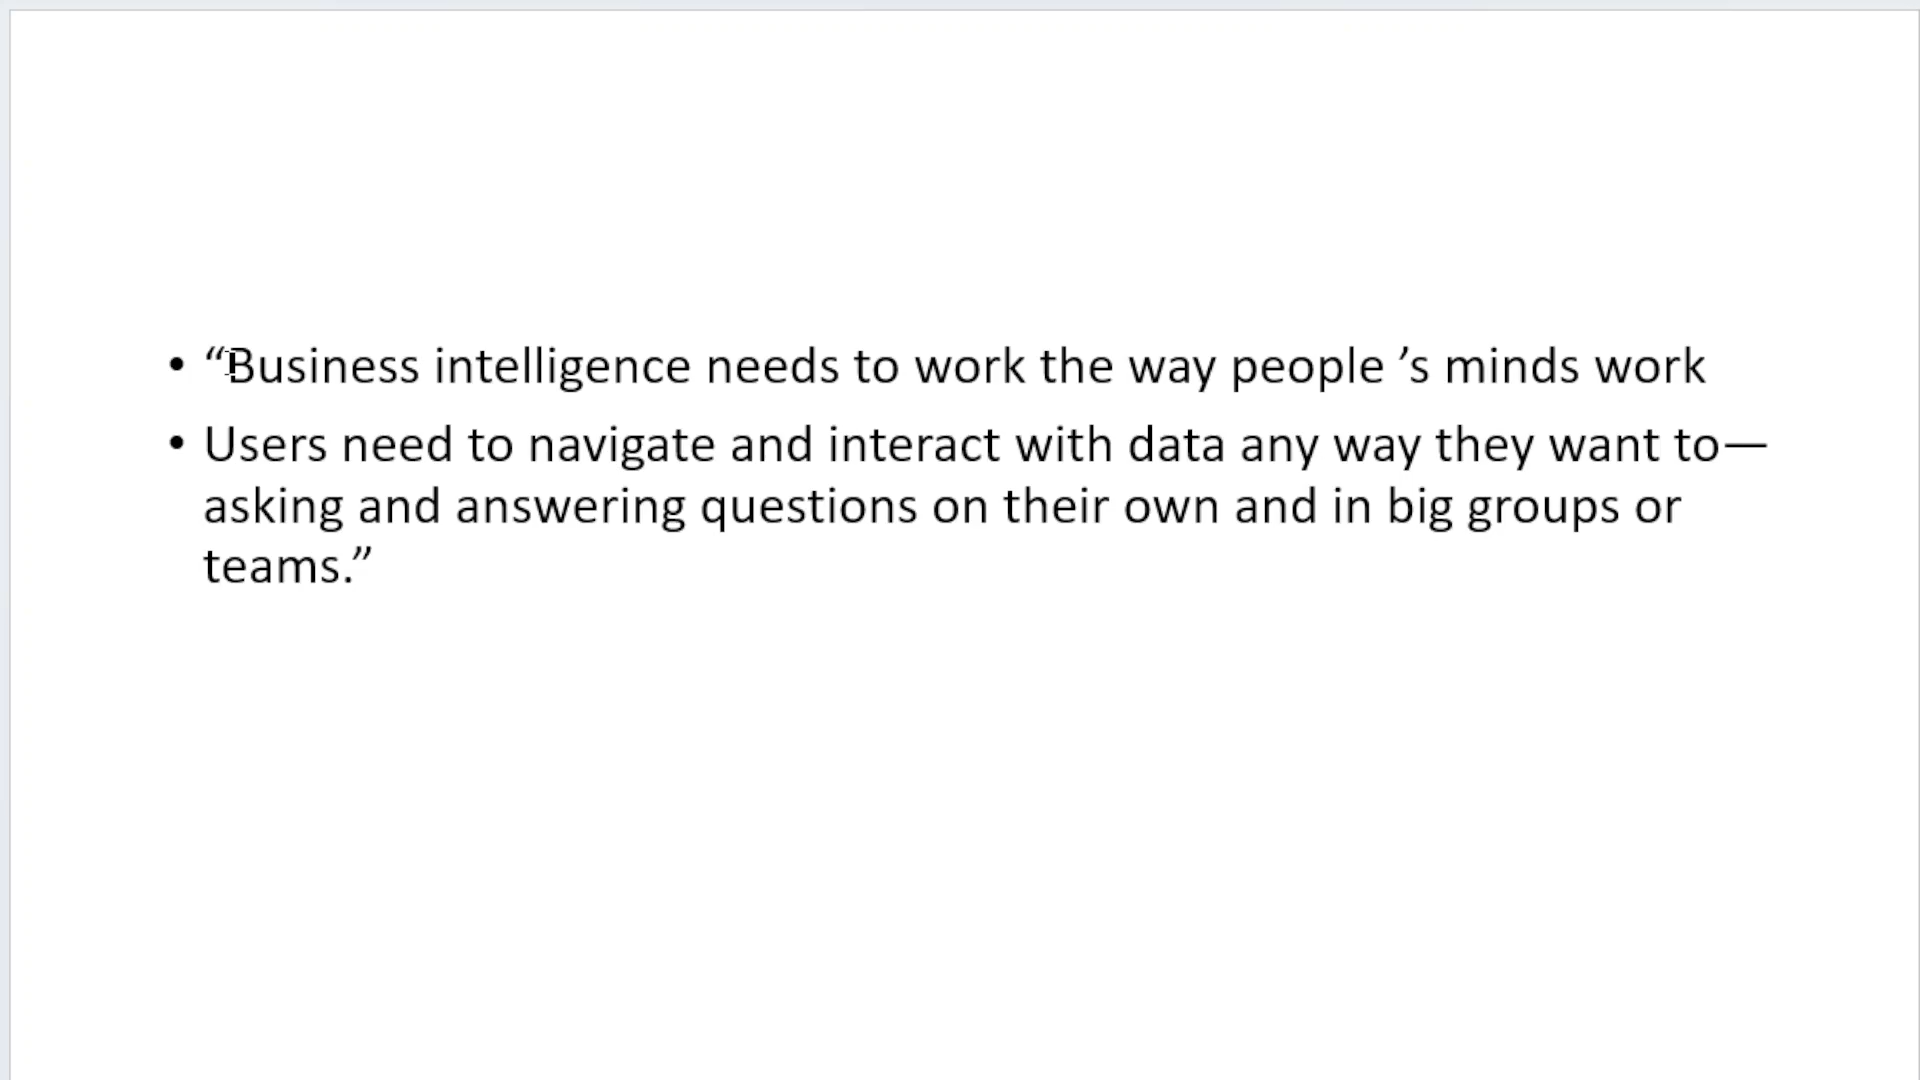 • “Business intelligence needs to work the way people ’s minds work
• Users need to navigate and interact with data any way they want to—
asking and answering questions on their own and in big groups or
teams.”